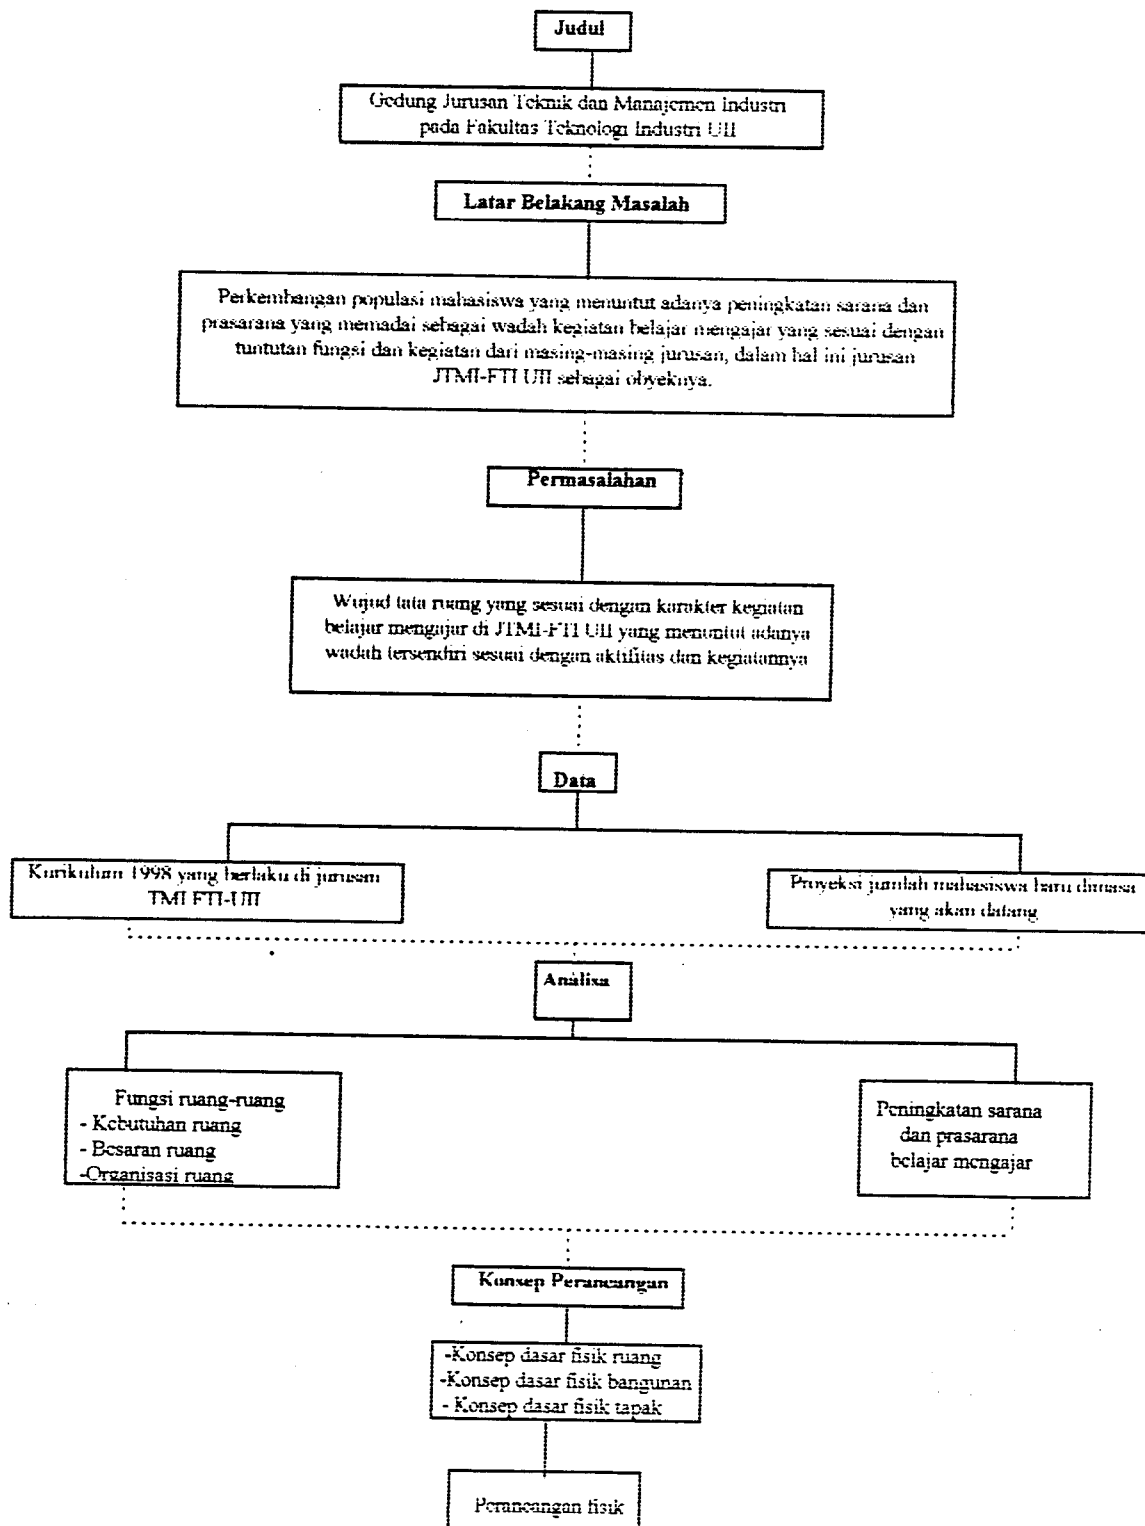 Judul
Gedung Jurusan Teknik dan Manajemen Industri
pada Fakultas Teknologi Industri UII
Latar Belakang Masalah
Perkembangan populasi mahasiswa yang menuntut adanya peningkatan sarana dan
prasarana yang memadai sebagai wadah kegiatan belajar mengajar yang sesuai dengan
tuntutan fungsi dan kegiatan dari masing-masing jurusan, dalam hal ini jurusan
JTMI-FTI UII sebagai obyeknya.
Permasalahan
Wujud tata ruang yang sesuai dengan karakter kegiatan
belajar mengajar di JTMI-FTI UII yang menuntut adanya
wadah tersendiri sesuai dengan aktifitas dan kegiatannya
Data
Kurikulum 1998 yang berlaku di jurusan
TMI FTI-UII
Proyeksi jumlah mahasiswa baru dimasa
yang akan datang
Analisa
Fungsi ruang-ruang
- Kebutuhan ruang
- Besaran ruang
-Organisasi ruang
Peningkatan sarana
dan prasarana
belajar mengajar
Konsep Perancangan
-Konsep dasar fisik ruang
-Konsep dasar fisik bangunan
- Konsep dasar fisik tapak
Perancangan fisik